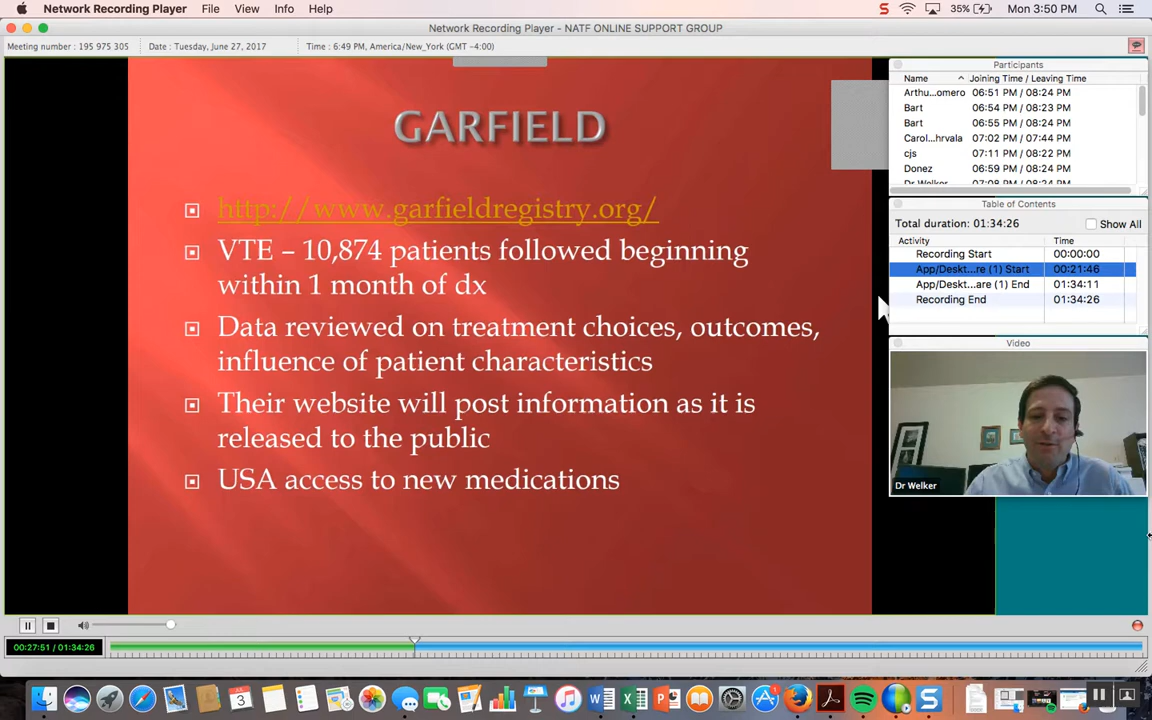 Network Recording Player File View Info Help
35% Mon 3:50 PM
Network Recording Player - NATF ONLINE SUPPORT GROUP
Meeting number : 195 975 305 Date : Tuesday, June 27, 2017 Time : 6:49 PM, America/New_York (GMT -4:00)
GARFIELD
http://www.garfieldregistry.org/
VTE – 10,874 patients followed beginning
within 1 month of dx
Data reviewed on treatment choices, outcomes,
influence of patient characteristics
Their website will post information as it is
released to the public
USA access to new medications
Participants
Name Joining Time / Leaving Time
Arthu...omero 06:51 PM / 08:24 PM
Bart 06:54 PM / 08:23 PM
Bart 06:55 PM / 08:24 PM
Carol...hrvala 07:02 PM / 07:44 PM
cjs 07:11 PM / 08:22 PM
Donez 06:59 PM / 08:24 PM
Dr Welker 07:08 PM / 08:24 PM
Table of Contents
Total duration: 01:34:26 Show All
Activity Time
Recording Start 00:00:00
App/Deskt...re (1) Start 00:21:46
App/Deskt...are (1) End 01:34:11
Recording End 01:34:26
Video
Dr Welker
00:27:51 / 01:34:26
3